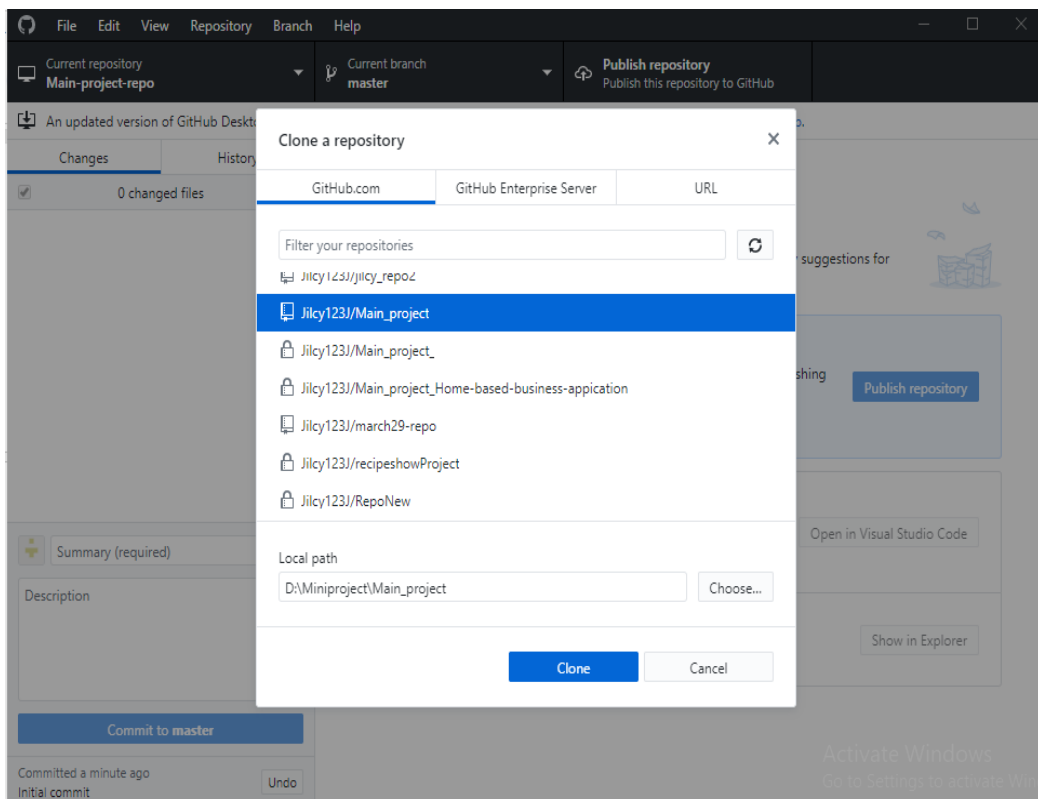 File Edit View Repository Branch Help
Current repository
Main-project-repo
Current branch
master
Publish repository
Publish this repository to GitHub
An updated version of GitHub Deskto
Changes History
0 changed files
Clone a repository
GitHub.com GitHub Enterprise Server URL
Filter your repositories
Jilcy123J/jilcy_repo2
Jilcy123J/Main_project
Jilcy123J/Main_project_
Jilcy123J/Main_project_Home-based-business-appication
Jilcy123J/march29-repo
Jilcy123J/recipeshowProject
Jilcy123J/RepoNew
Local path
D:\Miniproject\Main_project
Choose...
Clone Cancel
suggestions for
shing
Publish repository
Open in Visual Studio Code
Show in Explorer
Summary (required)
Description
Commit to master
Committed a minute ago
Initial commit
Undo
Activate Windows
Go to Settings to activate Win